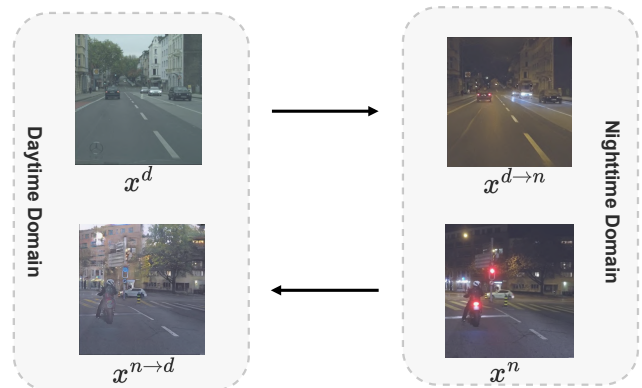 Daytime Domain
x^d
x^{n→d}
x^{d→n}
x^n
Nighttime Domain